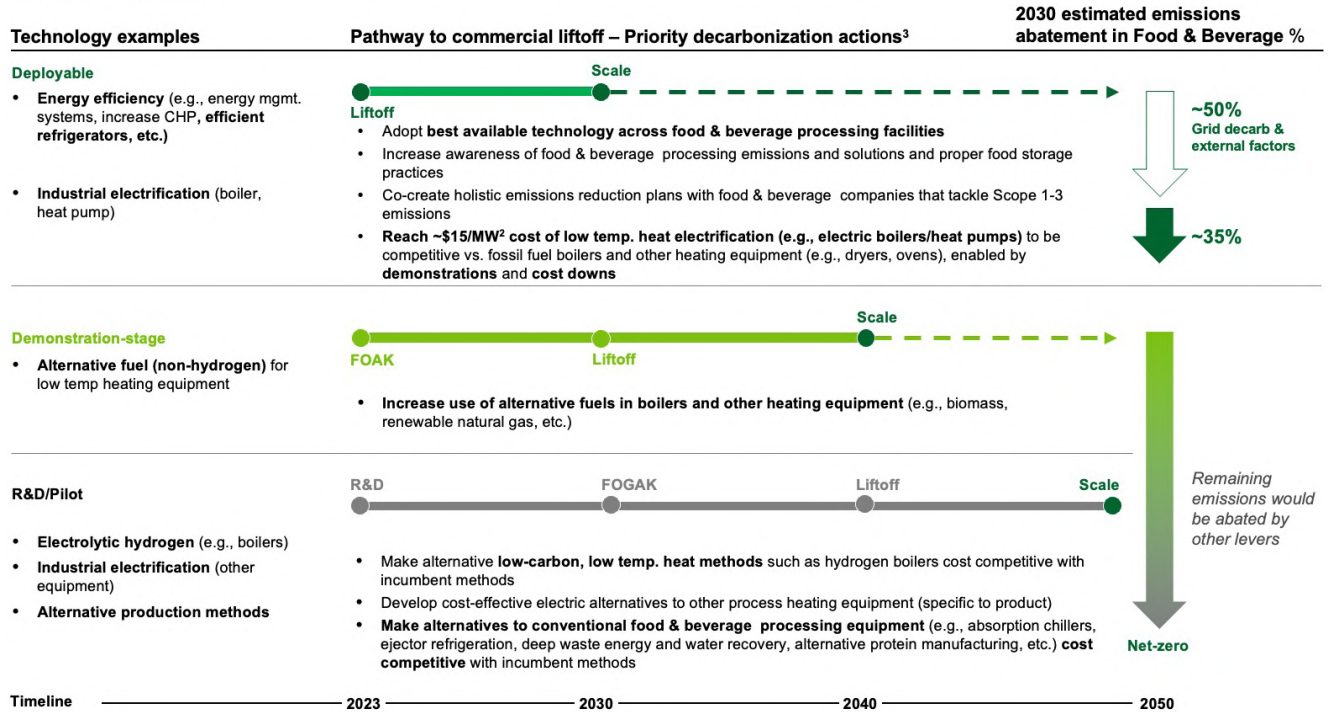 Technology examples
Pathway to commercial liftoff – Priority decarbonization actions³
2030 estimated emissions
abatement in Food & Beverage %
Deployable
• Energy efficiency (e.g., energy mgmt.
systems, increase CHP, efficient
refrigerators, etc.)
• Industrial electrification (boiler,
heat pump)
Scale
Liftoff
• Adopt best available technology across food & beverage processing facilities
• Increase awareness of food & beverage processing emissions and solutions and proper food storage
practices
• Co-create holistic emissions reduction plans with food & beverage companies that tackle Scope 1-3
emissions
• Reach ~$15/MW² cost of low temp. heat electrification (e.g., electric boilers/heat pumps) to be
competitive vs. fossil fuel boilers and other heating equipment (e.g., dryers, ovens), enabled by
demonstrations and cost downs
~50%
Grid decarb &
external factors
~35%
Demonstration-stage
• Alternative fuel (non-hydrogen) for
low temp heating equipment
Scale
FOAK
Liftoff
• Increase use of alternative fuels in boilers and other heating equipment (e.g., biomass,
renewable natural gas, etc.)
R&D/Pilot
• Electrolytic hydrogen (e.g., boilers)
• Industrial electrification (other
equipment)
• Alternative production methods
R&D
FOGAK
Liftoff
Scale
• Make alternative low-carbon, low temp. heat methods such as hydrogen boilers cost competitive with
incumbent methods
• Develop cost-effective electric alternatives to other process heating equipment (specific to product)
• Make alternatives to conventional food & beverage processing equipment (e.g., absorption chillers,
ejector refrigeration, deep waste energy and water recovery, alternative protein manufacturing, etc.) cost
competitive with incumbent methods
Remaining
emissions would
be abated by
other levers
Net-zero
Timeline
2023
2030
2040
2050